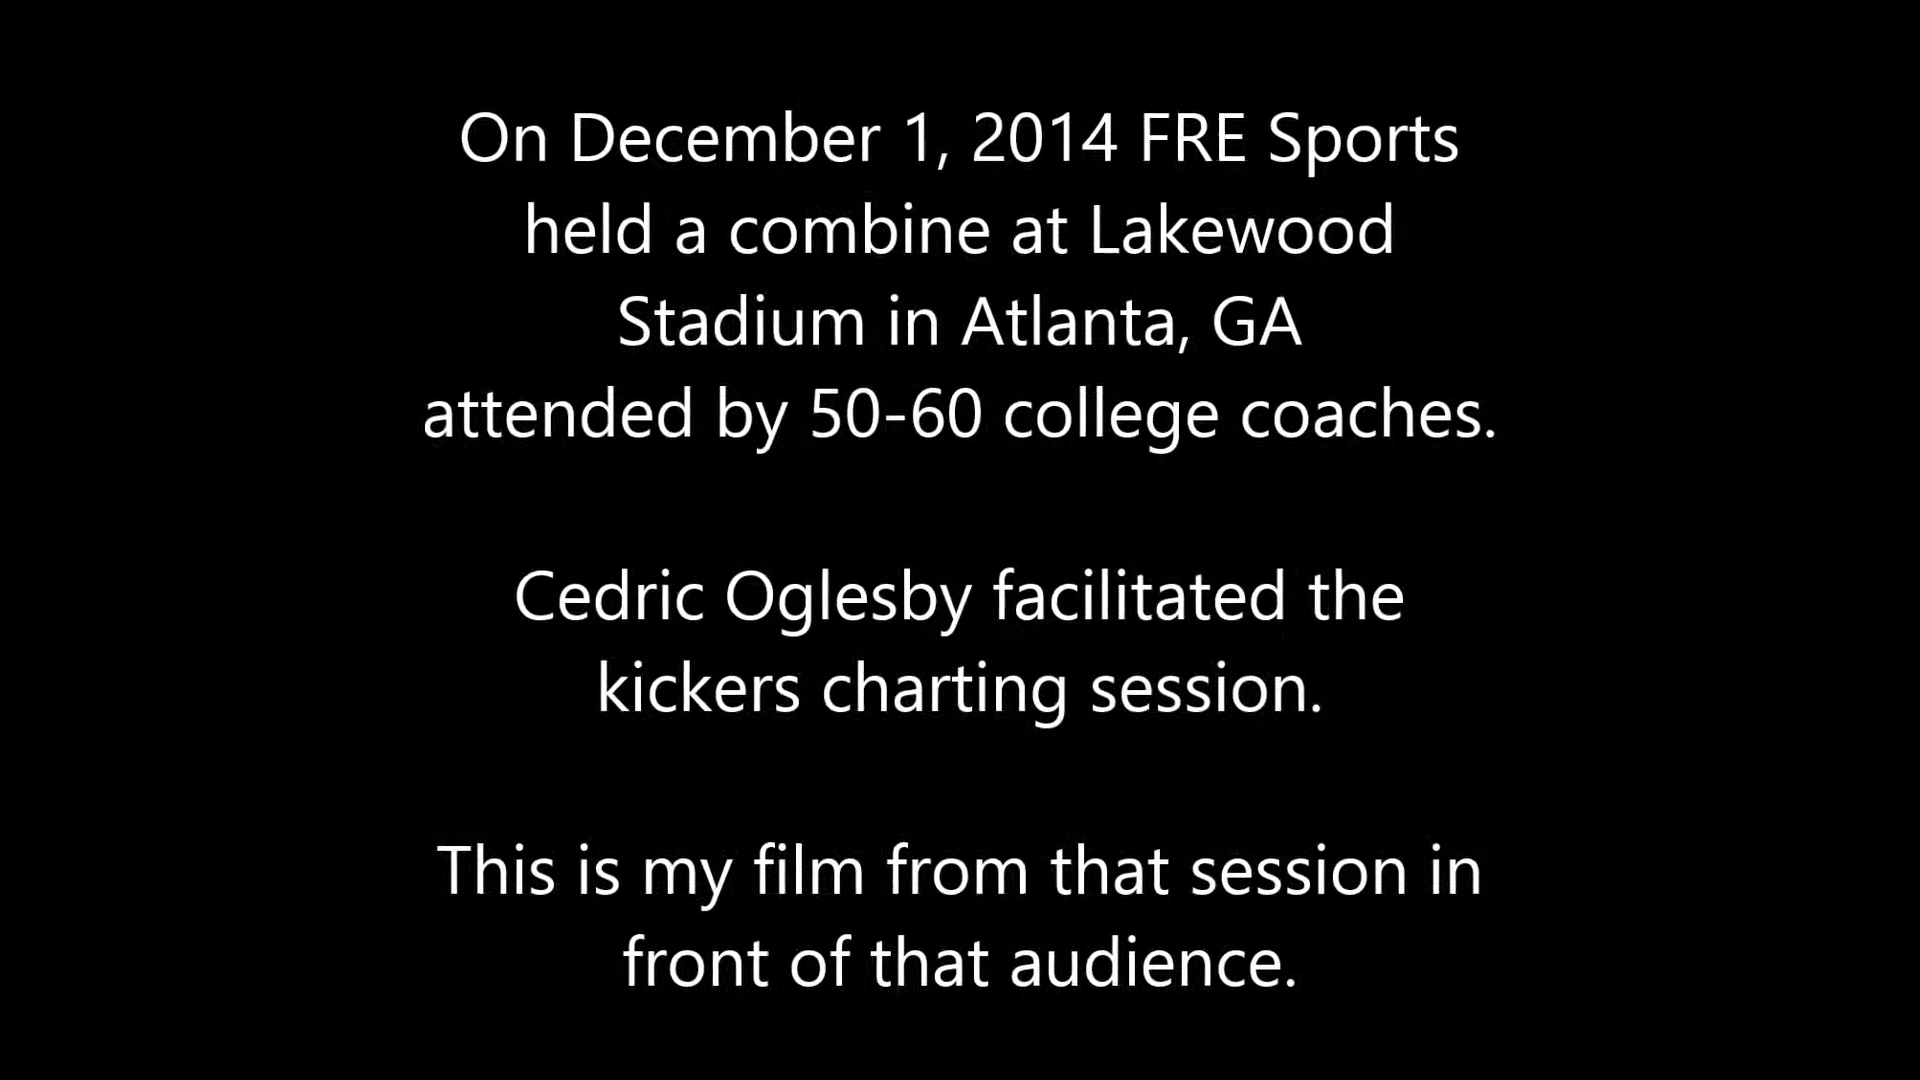 On December 1, 2014 FRE Sports
held a combine at Lakewood
Stadium in Atlanta, GA
attended by 50-60 college coaches.
Cedric Oglesby facilitated the
kickers charting session.
This is my film from that session in
front of that audience.